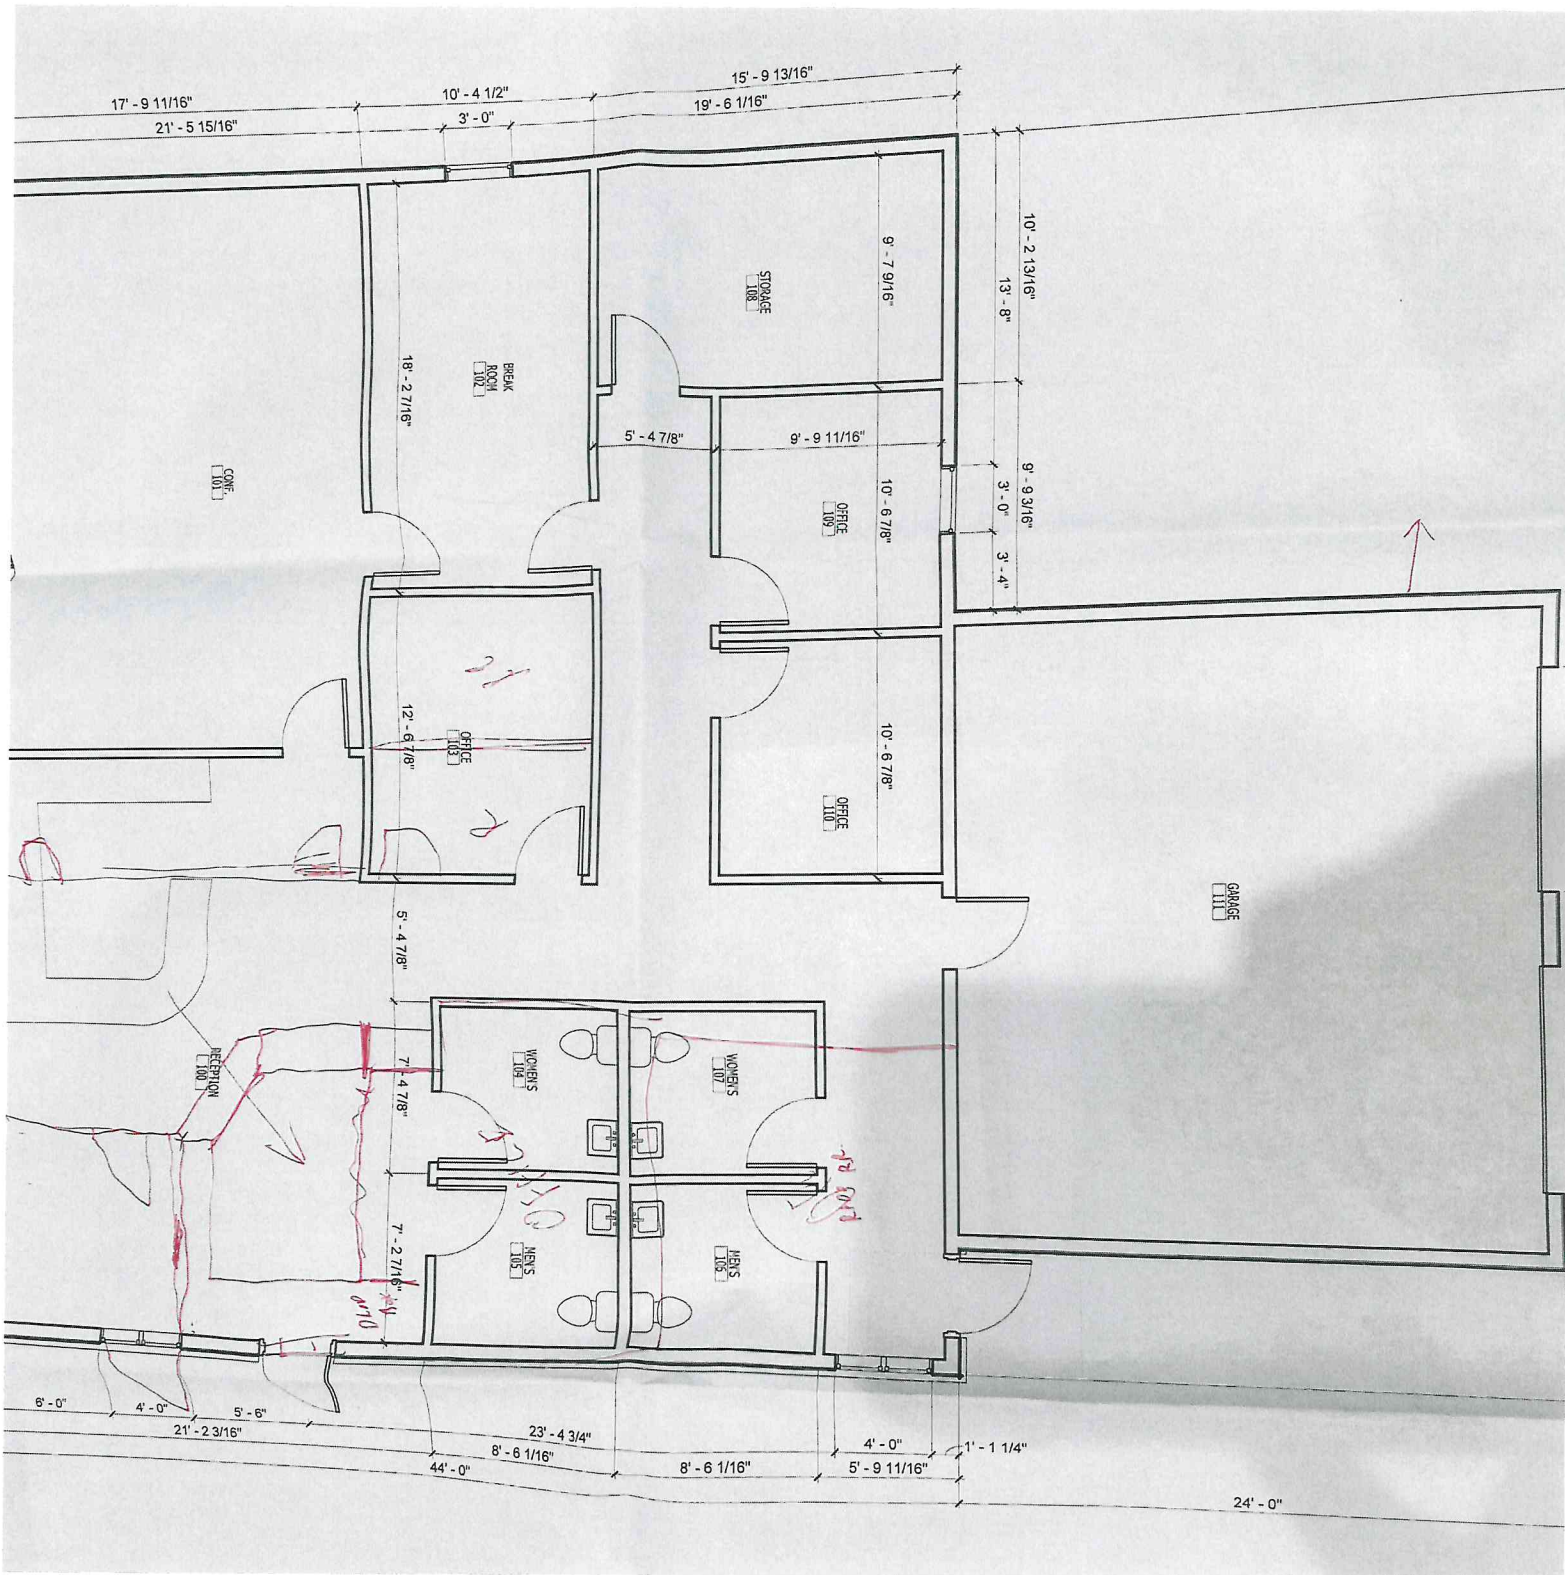 15' - 9 13/16"
17' - 9 11/16"
10' - 4 1/2"
19' - 6 1/16"
21' - 5 15/16"
3' - 0"
10' - 2 13/16"
13' - 8"
9' - 7 9/16"
STORAGE
108
18' - 2 7/16"
BREAK
ROOM
102
5' - 4 7/8"
9' - 9 11/16"
CONF.
101
OFFICE
109
10' - 6 7/8"
3' - 0"
9' - 9 3/16"
3' - 4"
12' - 6 7/8"
OFFICE
103
10' - 6 7/8"
OFFICE
110
GARAGE
111
5' - 4 7/8"
RECEPTION
100
7' - 4 7/8"
WOMEN'S
104
WOMEN'S
107
7' - 2 7/16"
MEN'S
105
MEN'S
106
6' - 0"
4' - 0"
5' - 6"
21' - 2 3/16"
23' - 4 3/4"
4' - 0"
1' - 1 1/4"
8' - 6 1/16"
8' - 6 1/16"
5' - 9 11/16"
44' - 0"
24' - 0"